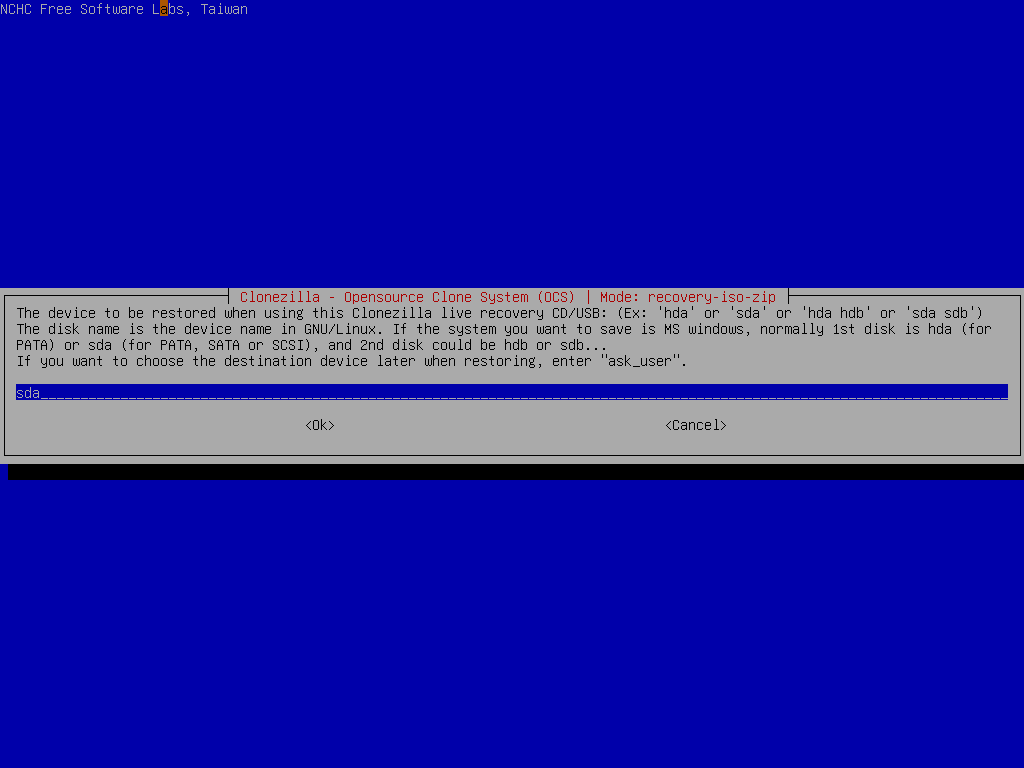 NCHC Free Software Labs, Taiwan
Clonezilla - Opensource Clone System (OCS) | Mode: recovery-iso-zip
The device to be restored when using this Clonezilla live recovery CD/USB: (Ex: 'hda' or 'sda' or 'hda hdb' or 'sda sdb')
The disk name is the device name in GNU/Linux. If the system you want to save is MS windows, normally 1st disk is hda (for
PATA) or sda (for PATA, SATA or SCSI), and 2nd disk could be hdb or sdb...
If you want to choose the destination device later when restoring, enter "ask_user".
sda
<Ok> <Cancel>